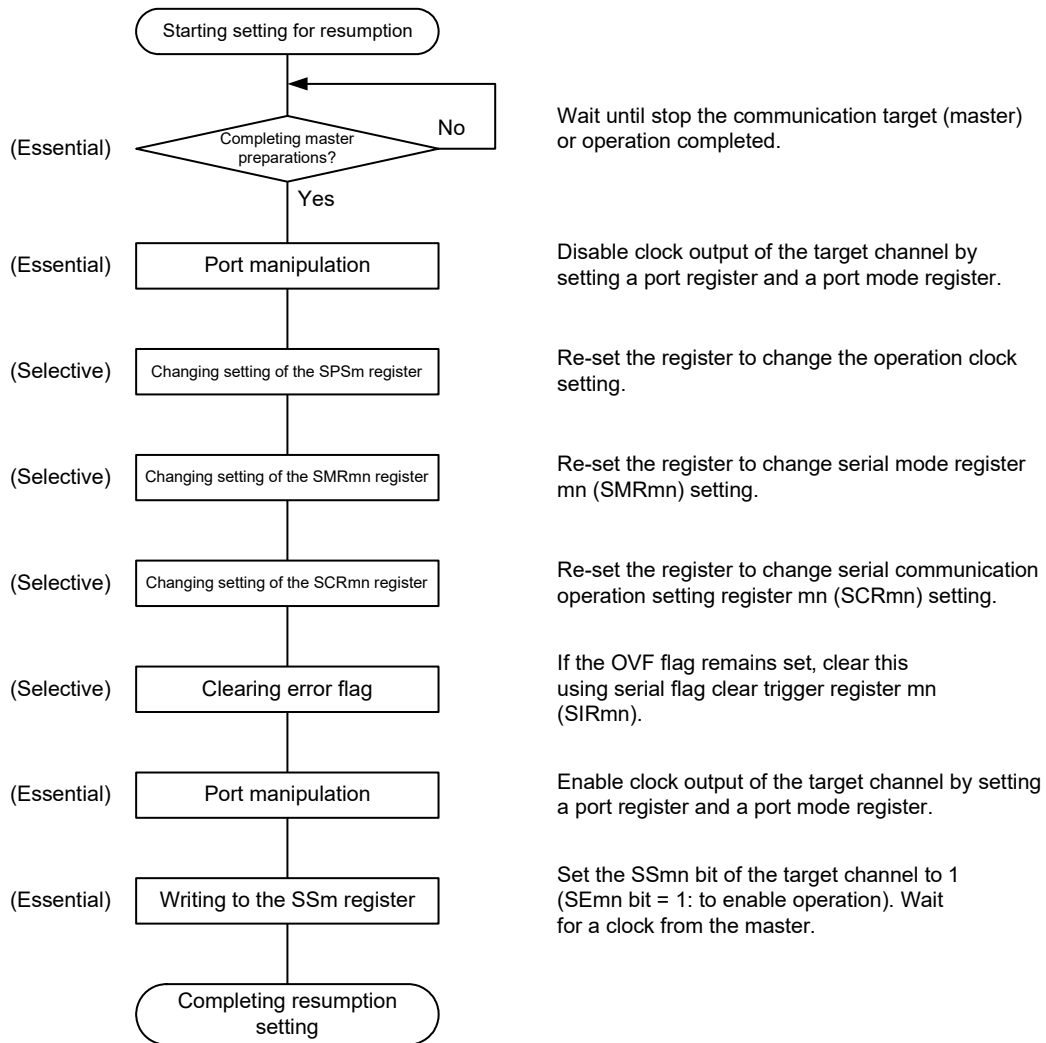 Starting setting for resumption
(Essential)
Completing master
preparations?
No
Yes
Wait until stop the communication target (master)
or operation completed.
(Essential)
Port manipulation
Disable clock output of the target channel by
setting a port register and a port mode register.
(Selective)
Changing setting of the SPSm register
Re-set the register to change the operation clock
setting.
(Selective)
Changing setting of the SMRmn register
Re-set the register to change serial mode register
mn (SMRmn) setting.
(Selective)
Changing setting of the SCRmn register
Re-set the register to change serial communication
operation setting register mn (SCRmn) setting.
(Selective)
Clearing error flag
If the OVF flag remains set, clear this
using serial flag clear trigger register mn
(SIRmn).
(Essential)
Port manipulation
Enable clock output of the target channel by setting
a port register and a port mode register.
(Essential)
Writing to the SSm register
Set the SSmn bit of the target channel to 1
(SEmn bit = 1: to enable operation). Wait
for a clock from the master.
Completing resumption
setting